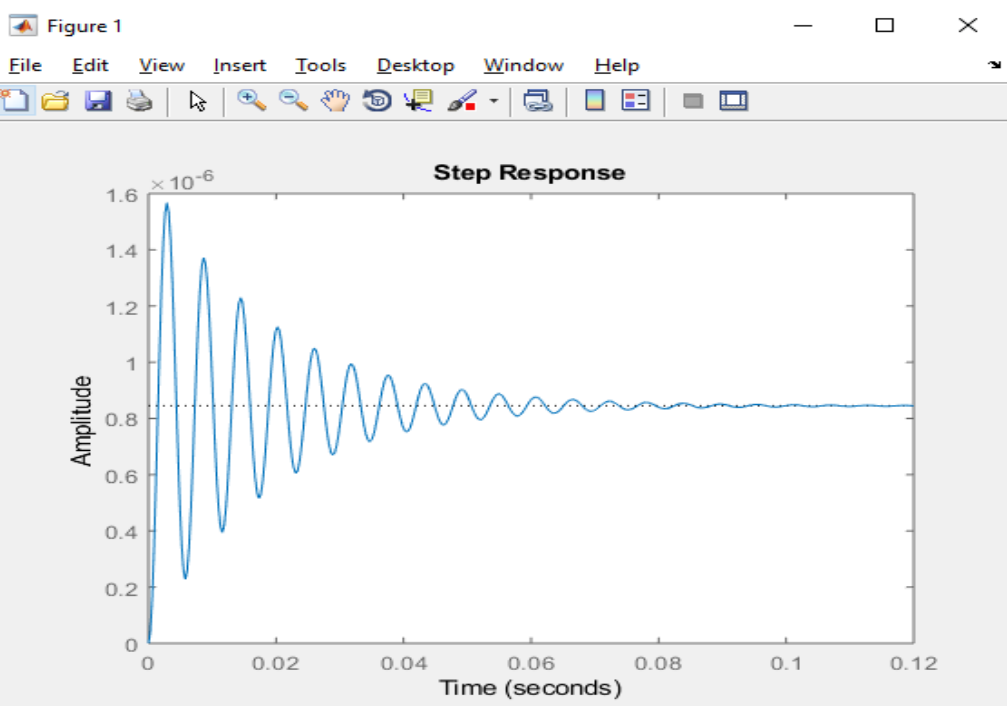 Figure 1
File Edit View Insert Tools Desktop Window Help
Step Response
×10-6
1.6
1.4
1.2
1
0.8
0.6
0.4
0.2
0
Amplitude
0 0.02 0.04 0.06 0.08 0.1 0.12
Time (seconds)